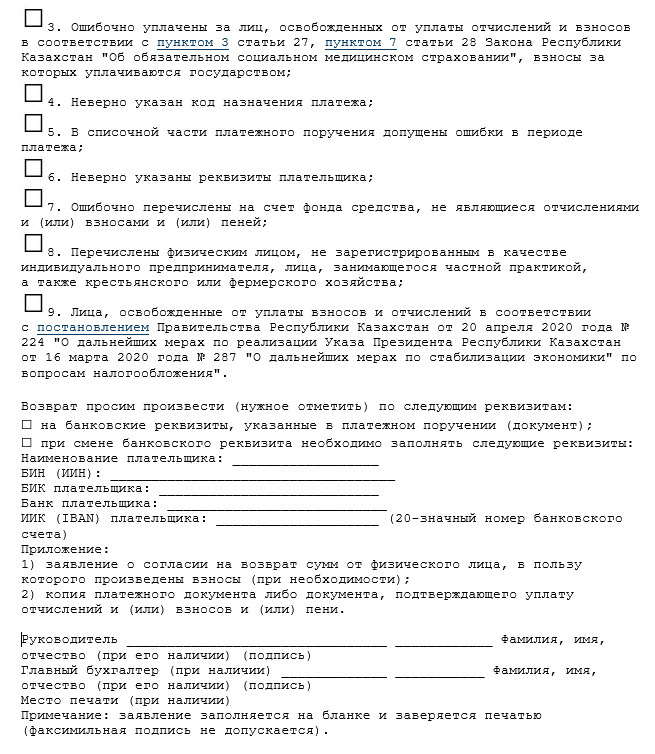 ☐ 3. Ошибочно уплачены за лиц, освобожденных от уплаты отчислений и взносов
в соответствии с пунктом 3 статьи 27, пунктом 7 статьи 28 Закона Республики
Казахстан "Об обязательном социальном медицинском страховании", взносы за
которых уплачиваются государством;
☐ 4. Неверно указан код назначения платежа;
☐ 5. В списочной части платежного поручения допущены ошибки в периоде
платежа;
☐ 6. Неверно указаны реквизиты плательщика;
☐ 7. Ошибочно перечислены на счет фонда средства, не являющиеся отчислениями
и (или) взносами и (или) пеней;
☐ 8. Перечислены физическим лицом, не зарегистрированным в качестве
индивидуального предпринимателя, лица, занимающегося частной практикой,
а также крестьянского или фермерского хозяйства;
☐ 9. Лица, освобожденные от уплаты взносов и отчислений в соответствии
с постановлением Правительства Республики Казахстан от 20 апреля 2020 года №
224 "О дальнейших мерах по реализации Указа Президента Республики Казахстан
от 16 марта 2020 года № 287 "О дальнейших мерах по стабилизации экономики" по
вопросам налогообложения".
Возврат просим произвести (нужное отметить) по следующим реквизитам:
☐ на банковские реквизиты, указанные в платежном поручении (документ);
☐ при смене банковского реквизита необходимо заполнять следующие реквизиты:
Наименование плательщика: __________________
БИН (ИИН): ___________________________________
БИК плательщика: ___________________________
Банк плательщика: ___________________________
ИИК (IBAN) плательщика: ____________________ (20-значный номер банковского
счета)
Приложение:
1) заявление о согласии на возврат сумм от физического лица, в пользу
которого произведены взносы (при необходимости);
2) копия платежного документа либо документа, подтверждающего уплату
отчислений и (или) взносов и (или) пени.
Руководитель ________________________________ ____________ Фамилия, имя,
отчество (при его наличии) (подпись)
Главный бухгалтер (при наличии) _____________ ___________ Фамилия, имя,
отчество (при его наличии) (подпись)
Место печати (при наличии)
Примечание: заявление заполняется на бланке и заверяется печатью
(факсимильная подпись не допускается).